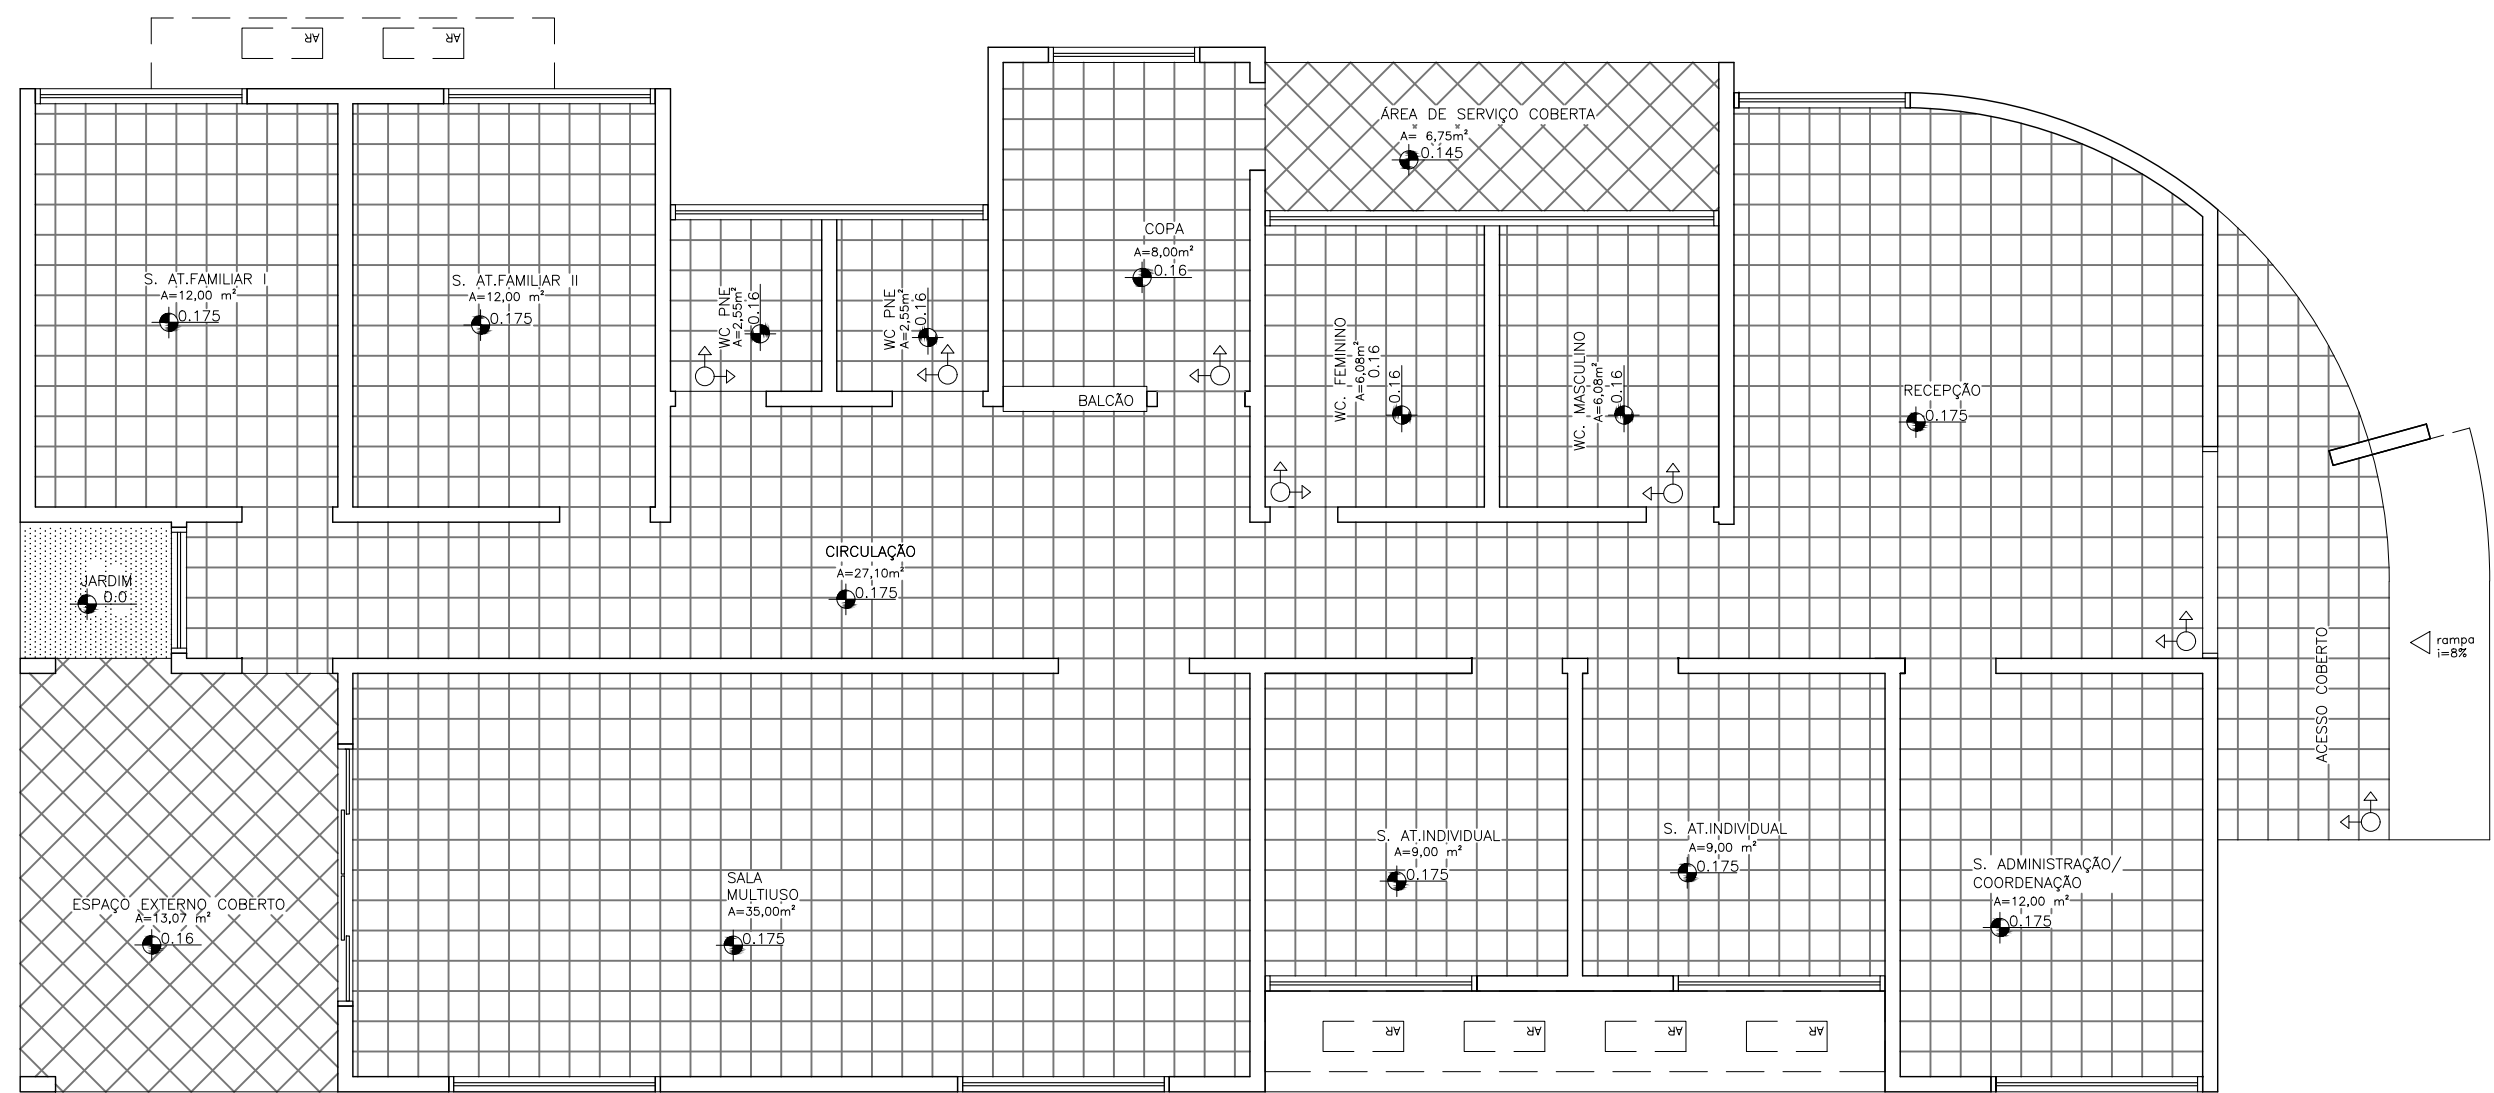 AR
AR
ÁREA DE SERVIÇO COBERTA
A= 6,75m²
0.145
COPA
A=8,00m²
0.16
S. AT.FAMILIAR I
A=12,00 m²
0.175
S. AT.FAMILIAR II
A=12,00 m²
0.175
WC PNE
A=2,55m²
0.16
WC PNE
A=2,55m²
0.16
WC. FEMININO
A=6,08m²
0.16
0.16
WC. MASCULINO
A=6,08m²
0.16
RECEPÇÃO
0.175
BALCÃO
CIRCULAÇÃO
A=27,10m²
0.175
JARDIM
0.0
ACESSO COBERTO
rampa
i=8%
S. AT.INDIVIDUAL
A=9,00 m²
0.175
S. AT.INDIVIDUAL
A=9,00 m²
0.175
S. ADMINISTRAÇÃO/
COORDENAÇÃO
A=12,00 m²
0.175
SALA
MULTIUSO
A=35,00m²
0.175
ESPAÇO EXTERNO COBERTO
A=13,07 m²
0.16
AR
AR
AR
AR